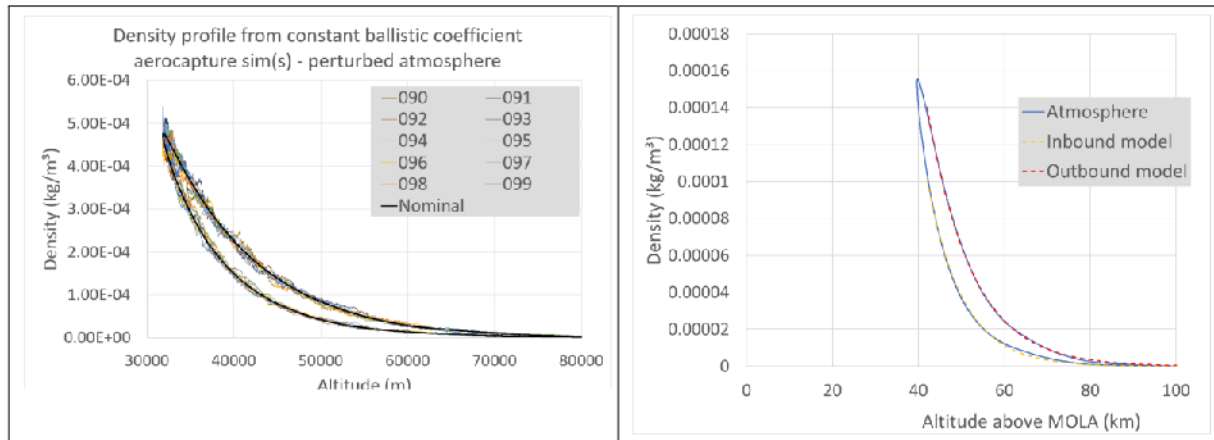 Density profile from constant ballistic coefficient
aerocapture sim(s) - perturbed atmosphere
6.00E-04
5.00E-04
4.00E-04
3.00E-04
2.00E-04
1.00E-04
0.00E+00
Density (kg/m³)
090 091
092 093
094 095
096 097
098 099
Nominal
30000 40000 50000 60000 70000 80000
Altitude (m)
0.00018
0.00016
0.00014
0.00012
0.0001
0.00008
0.00006
0.00004
0.00002
0
Density (kg/m³)
Atmosphere
Inbound model
Outbound model
0 20 40 60 80 100
Altitude above MOLA (km)